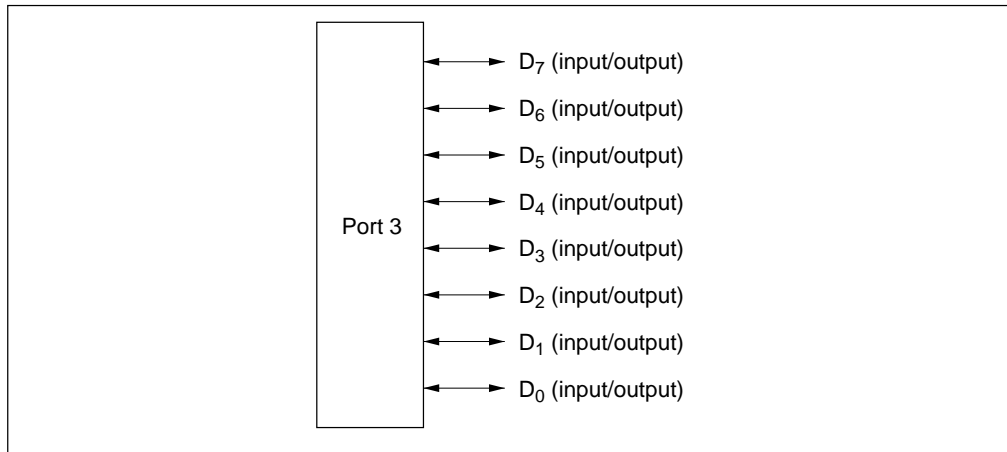 D7 (input/output)
D6 (input/output)
D5 (input/output)
D4 (input/output)
Port 3
D3 (input/output)
D2 (input/output)
D1 (input/output)
D0 (input/output)